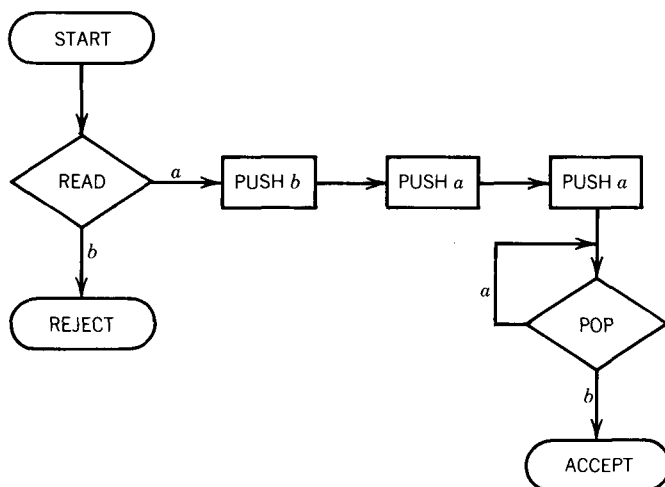 START
READ
a
PUSH b
PUSH a
PUSH a
b
a
REJECT
POP
b
ACCEPT